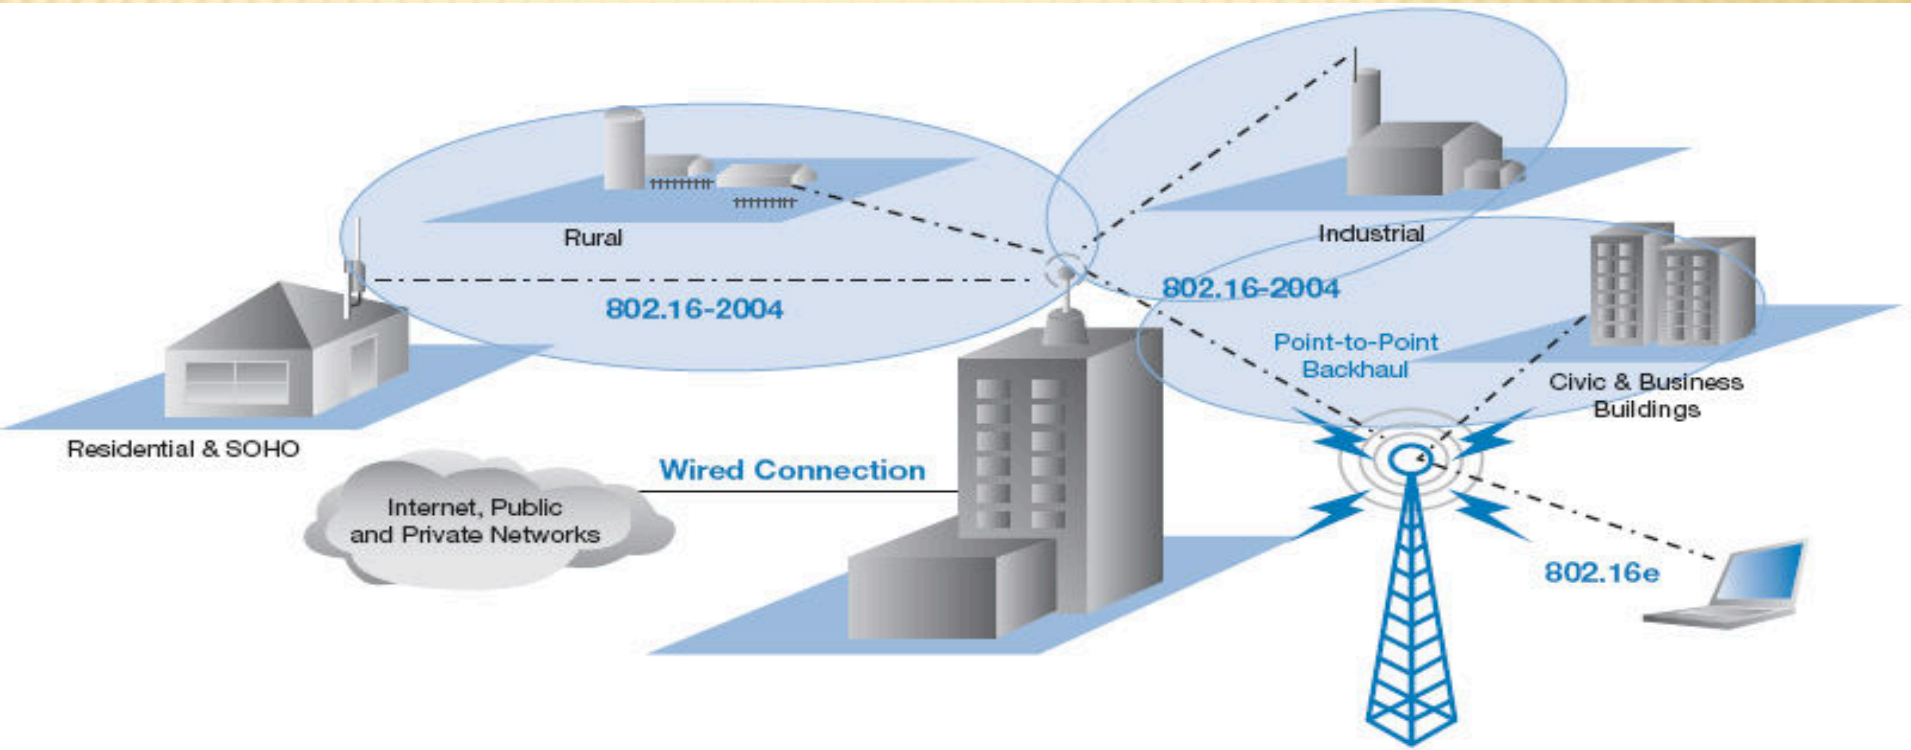 Rural
Industrial
802.16-2004
802.16-2004
Point-to-Point
Backhaul
Civic & Business
Buildings
Residential & SOHO
Wired Connection
Internet, Public
and Private Networks
802.16e